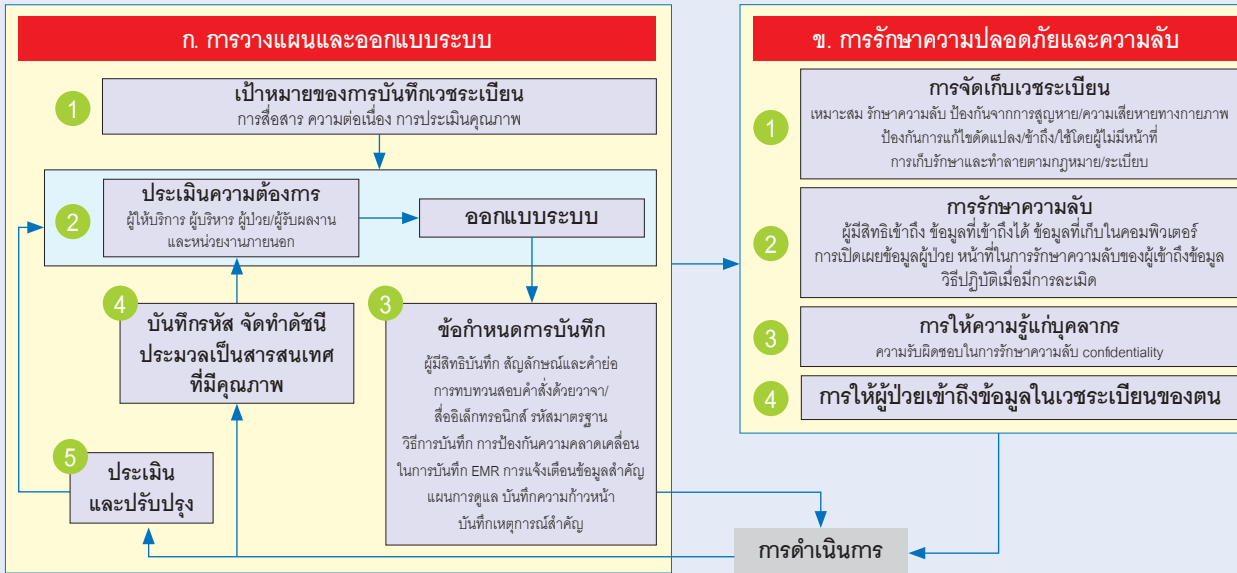 ก. การวางแผนและออกแบบระบบ
1
เป้าหมายของการบันทึกเวชระเบียน
การสื่อสาร ความต่อเนื่อง การประเมินคุณภาพ
2
ประเมินความต้องการ
ผู้ให้บริการ ผู้บริหาร ผู้ป่วย/ผู้รับผลงาน
และหน่วยงานภายนอก
ออกแบบระบบ
3
ข้อกำหนดการบันทึก
ผู้มีสิทธิบันทึก สัญลักษณ์และคำย่อ
การทบทวนสอบคำสั่งด้วยวาจา/
สื่ออิเล็กทรอนิกส์ รหัสมาตรฐาน
วิธีการบันทึก การป้องกันความคลาดเคลื่อน
ในการบันทึก EMR การแจ้งเตือนข้อมูลสำคัญ
แผนการดูแล บันทึกความก้าวหน้า
บันทึกเหตุการณ์สำคัญ
4
บันทึกรหัส จัดทำดัชนี
ประมวลเป็นสารสนเทศ
ที่มีคุณภาพ
5
ประเมิน
และปรับปรุง
ข. การรักษาความปลอดภัยและความลับ
1
การจัดเก็บเวชระเบียน
เหมาะสม รักษาความลับ ป้องกันจากการสูญหาย/ความเสียหายทางกายภาพ
ป้องกันการแก้ไขดัดแปลง/เข้าถึง/ใช้โดยผู้ไม่มีหน้าที่
การเก็บรักษาและทำลายตามกฎหมาย/ระเบียบ
2
การรักษาความลับ
ผู้มีสิทธิเข้าถึง ข้อมูลที่เข้าถึงได้ ข้อมูลที่เก็บในคอมพิวเตอร์
การเปิดเผยข้อมูลผู้ป่วย หน้าที่ในการรักษาความลับของผู้เข้าถึงข้อมูล
วิธีปฏิบัติเมื่อมีการละเมิด
3
การให้ความรู้แก่บุคลากร
ความรับผิดชอบในการรักษาความลับ confidentiality
4
การให้ผู้ป่วยเข้าถึงข้อมูลในเวชระเบียนของตน
การดำเนินการ